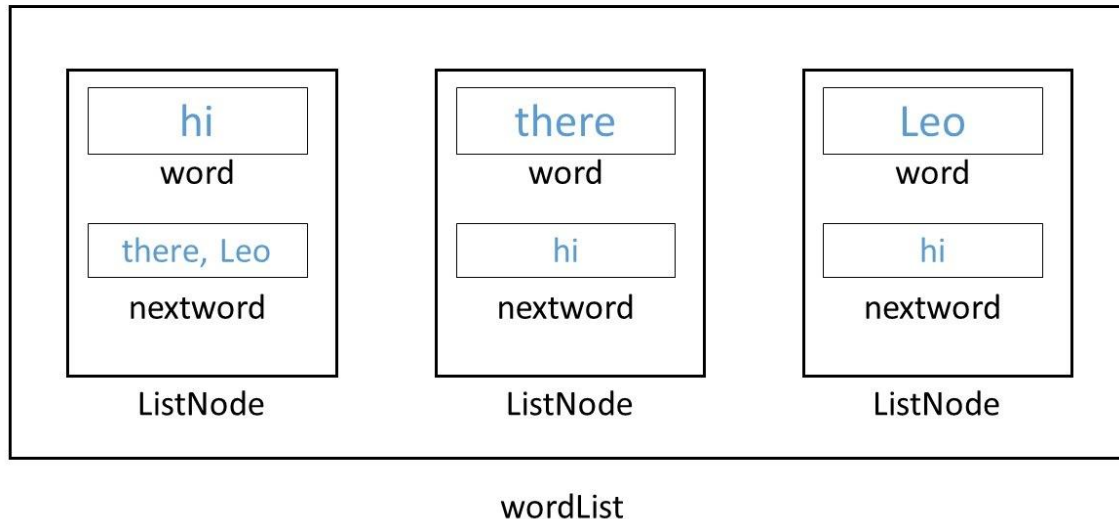 hi there Leo
word word word
there, Leo hi hi
nextword nextword nextword
ListNode ListNode ListNode
wordList